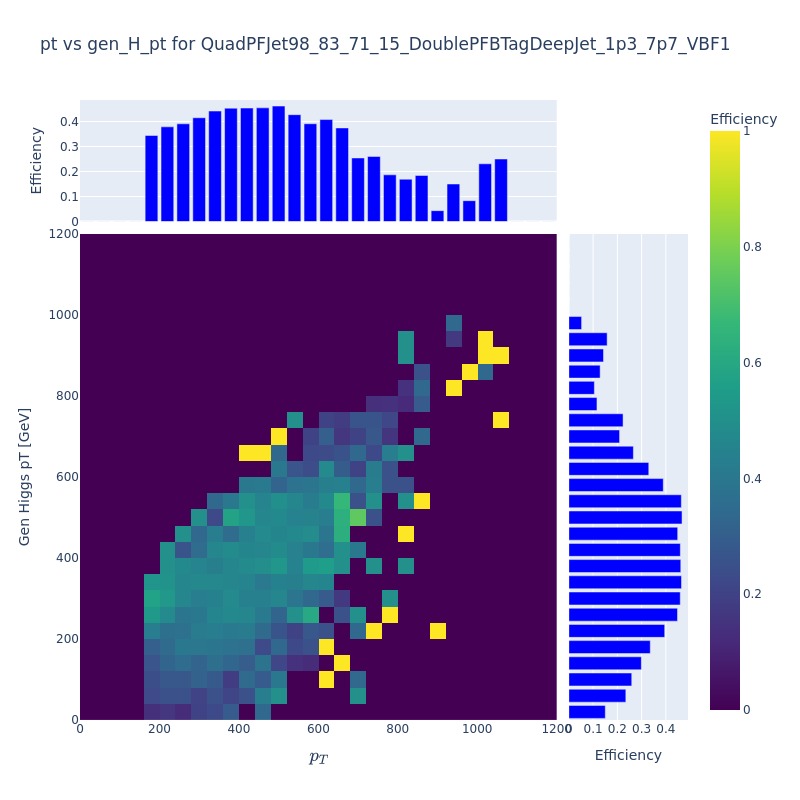 pt vs gen_H_pt for QuadPFJet98_83_71_15_DoublePFBTagDeepJet_1p3_7p7_VBF1
Efficiency
0.4
0.3
0.2
0.1
0
Efficiency
1
0.8
0.6
0.4
0.2
0
Gen Higgs pT [GeV]
1200
1000
800
600
400
200
0
0 200 400 600 800 1000 1200
p_T
0 0.1 0.2 0.3 0.4
Efficiency